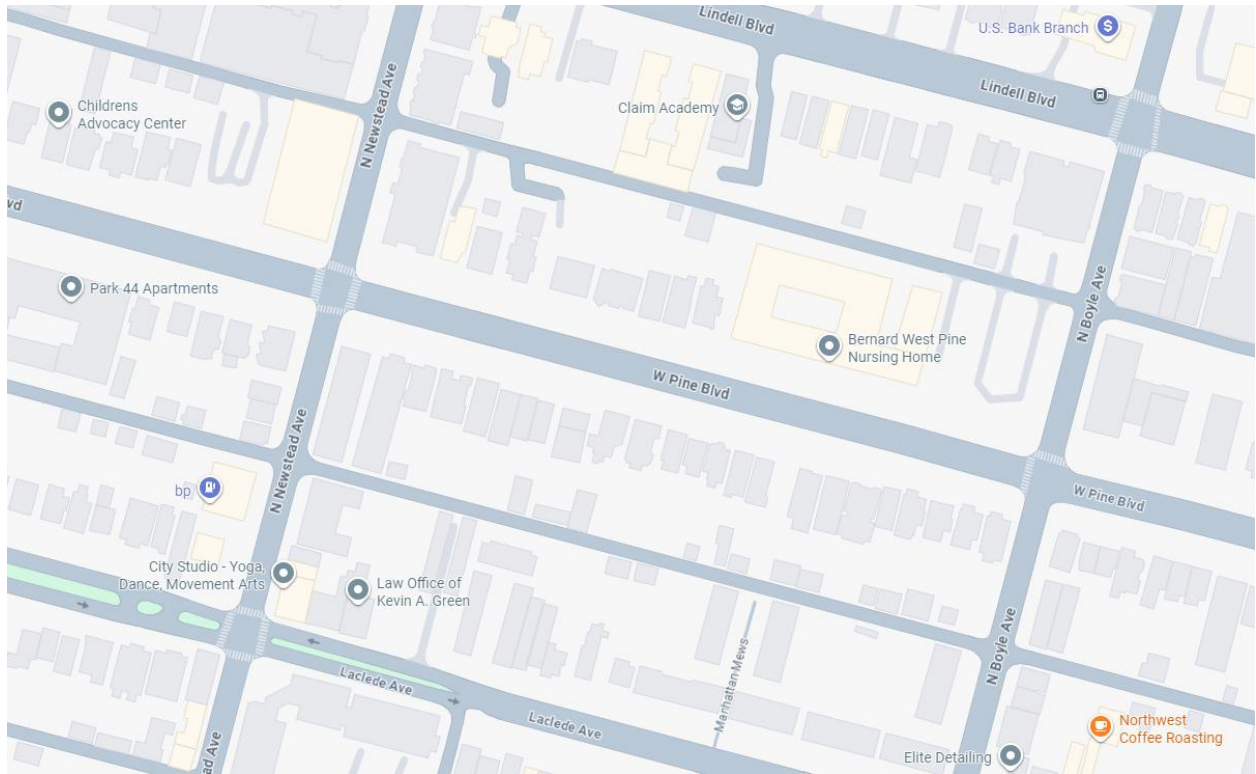 Lindell Blvd
U.S. Bank Branch
Lindell Blvd
Childrens
Advocacy Center
N Newstead Ave
Claim Academy
vd
Park 44 Apartments
N Boyle Ave
Bernard West Pine
Nursing Home
W Pine Blvd
N Newstead Ave
bp
W Pine Blvd
City Studio - Yoga,
Dance, Movement Arts
Law Office of
Kevin A. Green
N Boyle Ave
Manhattan Mews
Laclede Ave
Laclede Ave
ead Ave
Northwest
Coffee Roasting
Elite Detailing